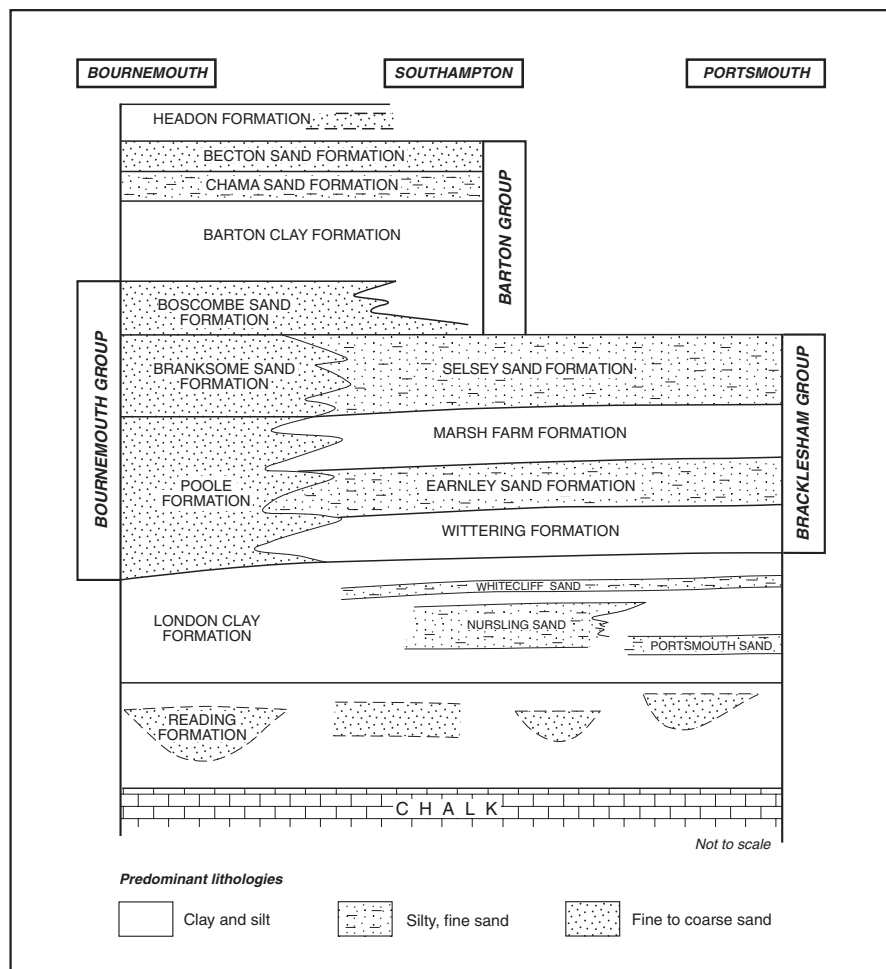 BOURNEMOUTH
SOUTHAMPTON
PORTSMOUTH
HEADON FORMATION
BECTON SAND FORMATION
CHAMA SAND FORMATION
BARTON CLAY FORMATION
BARTON GROUP
BOSCOMBE SAND
FORMATION
BOURNEMOUTH GROUP
BRANKSOME SAND
FORMATION
SELSEY SAND FORMATION
BRACKLESHAM GROUP
MARSH FARM FORMATION
POOLE
FORMATION
EARNLEY SAND FORMATION
WITTERING FORMATION
WHITECLIFF SAND
LONDON CLAY
FORMATION
NURSLING SAND
PORTSMOUTH SAND
READING
FORMATION
CHALK
Not to scale
Predominant lithologies
Clay and silt
Silty, fine sand
Fine to coarse sand